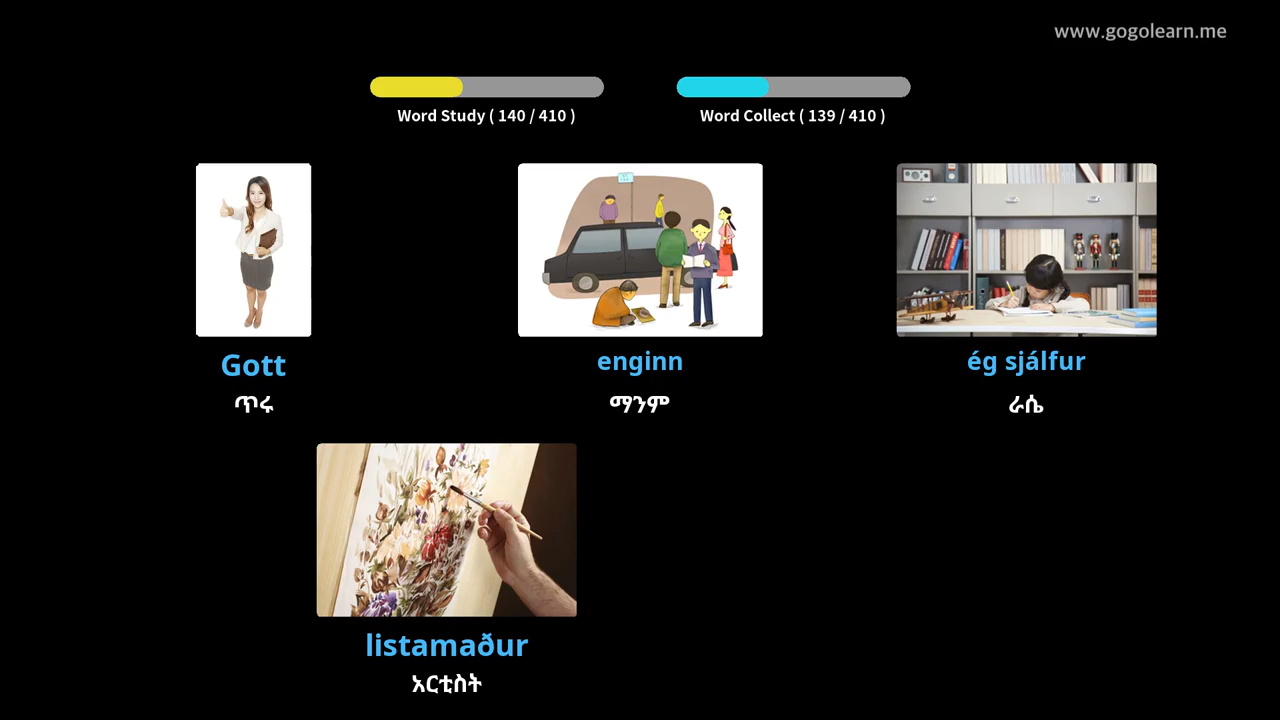 www.gogolearn.me
Word Study ( 140 / 410 )
Word Collect ( 139 / 410 )
Gott
ጥሩ
enginn
ማንም
ég sjálfur
ራሴ
listamaður
አርቲስት